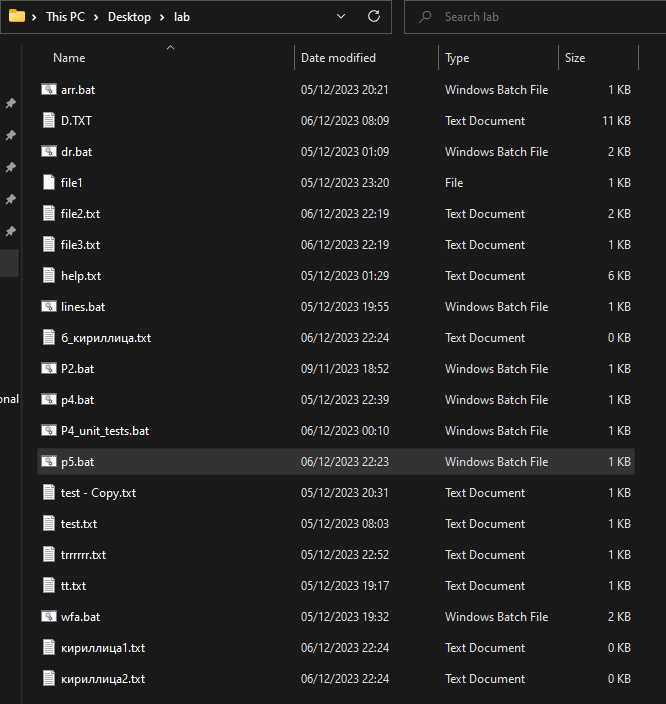 This PC > Desktop > lab
Search lab
Name Date modified Type Size
arr.bat 05/12/2023 20:21 Windows Batch File 1 KB
D.TXT 06/12/2023 08:09 Text Document 11 KB
dr.bat 05/12/2023 01:09 Windows Batch File 2 KB
file1 05/12/2023 23:20 File 1 KB
file2.txt 06/12/2023 22:19 Text Document 2 KB
file3.txt 06/12/2023 22:19 Text Document 1 KB
help.txt 05/12/2023 01:29 Text Document 6 KB
lines.bat 05/12/2023 19:55 Windows Batch File 1 KB
6_кириллица.txt 06/12/2023 22:24 Text Document 0 KB
P2.bat 09/11/2023 18:52 Windows Batch File 1 KB
onal
p4.bat 05/12/2023 22:39 Windows Batch File 1 KB
P4_unit_tests.bat 06/12/2023 00:10 Windows Batch File 1 KB
p5.bat 06/12/2023 22:23 Windows Batch File 1 KB
test - Copy.txt 05/12/2023 20:31 Text Document 1 KB
test.txt 05/12/2023 08:03 Text Document 1 KB
trrrrrr.txt 05/12/2023 22:52 Text Document 1 KB
tt.txt 05/12/2023 19:17 Text Document 1 KB
wfa.bat 05/12/2023 19:32 Windows Batch File 2 KB
кириллица1.txt 06/12/2023 22:24 Text Document 0 KB
кириллица2.txt 06/12/2023 22:24 Text Document 0 KB